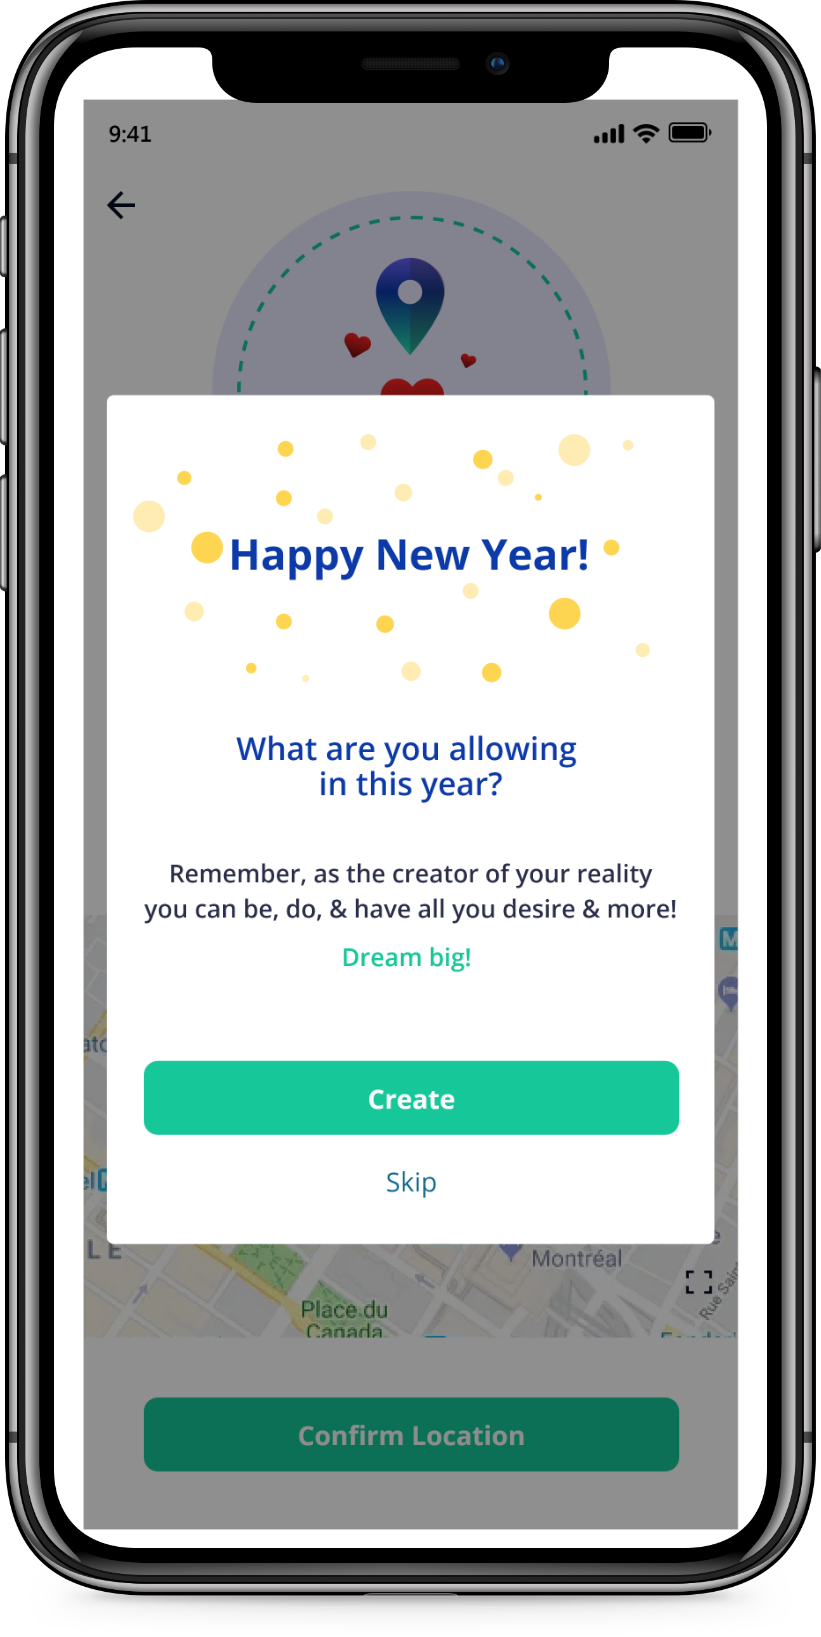 9:41
Happy New Year!
What are you allowing
in this year?
Remember, as the creator of your reality
you can be, do, & have all you desire & more!
Dream big!
Create
Skip
M
LE
Montréal
Place du
Canada
Rue
Confirm Location